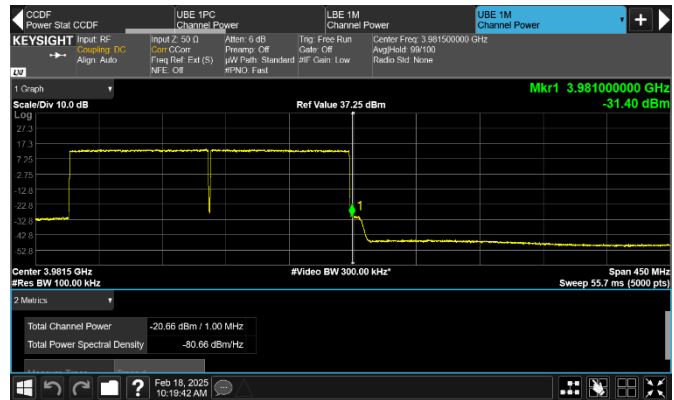 CCDF
Power Stat CCDF
UBE 1PC
Channel Power
LBE 1M
Channel Power
UBE 1M
Channel Power
KEYSIGHT
Input: RF
Coupling: DC
Align: Auto
Input Z: 50 Ω
Corr CCorr
Freq Ref: Ext (S)
NFE: Off
Atten: 6 dB
Preamp: Off
µW Path: Standard
#PNO: Fast
Trig: Free Run
Gate: Off
#IF Gain: Low
Center Freq: 3.981500000 GHz
Avg|Hold: 99/100
Radio Std: None
LXI
1 Graph
Mkr1 3.981000000 GHz
Scale/Div 10.0 dB
Ref Value 37.25 dBm
-31.40 dBm
Log
27.3
17.3
7.25
-2.75
-12.8
-22.8
-32.8
-42.8
-52.8
1
Center 3.9815 GHz
#Video BW 300.00 kHz*
Span 450 MHz
#Res BW 100.00 kHz
Sweep 55.7 ms (5000 pts)
2 Metrics
Total Channel Power -20.66 dBm / 1.00 MHz
Total Power Spectral Density -80.66 dBm/Hz
Feb 18, 2025
10:19:42 AM